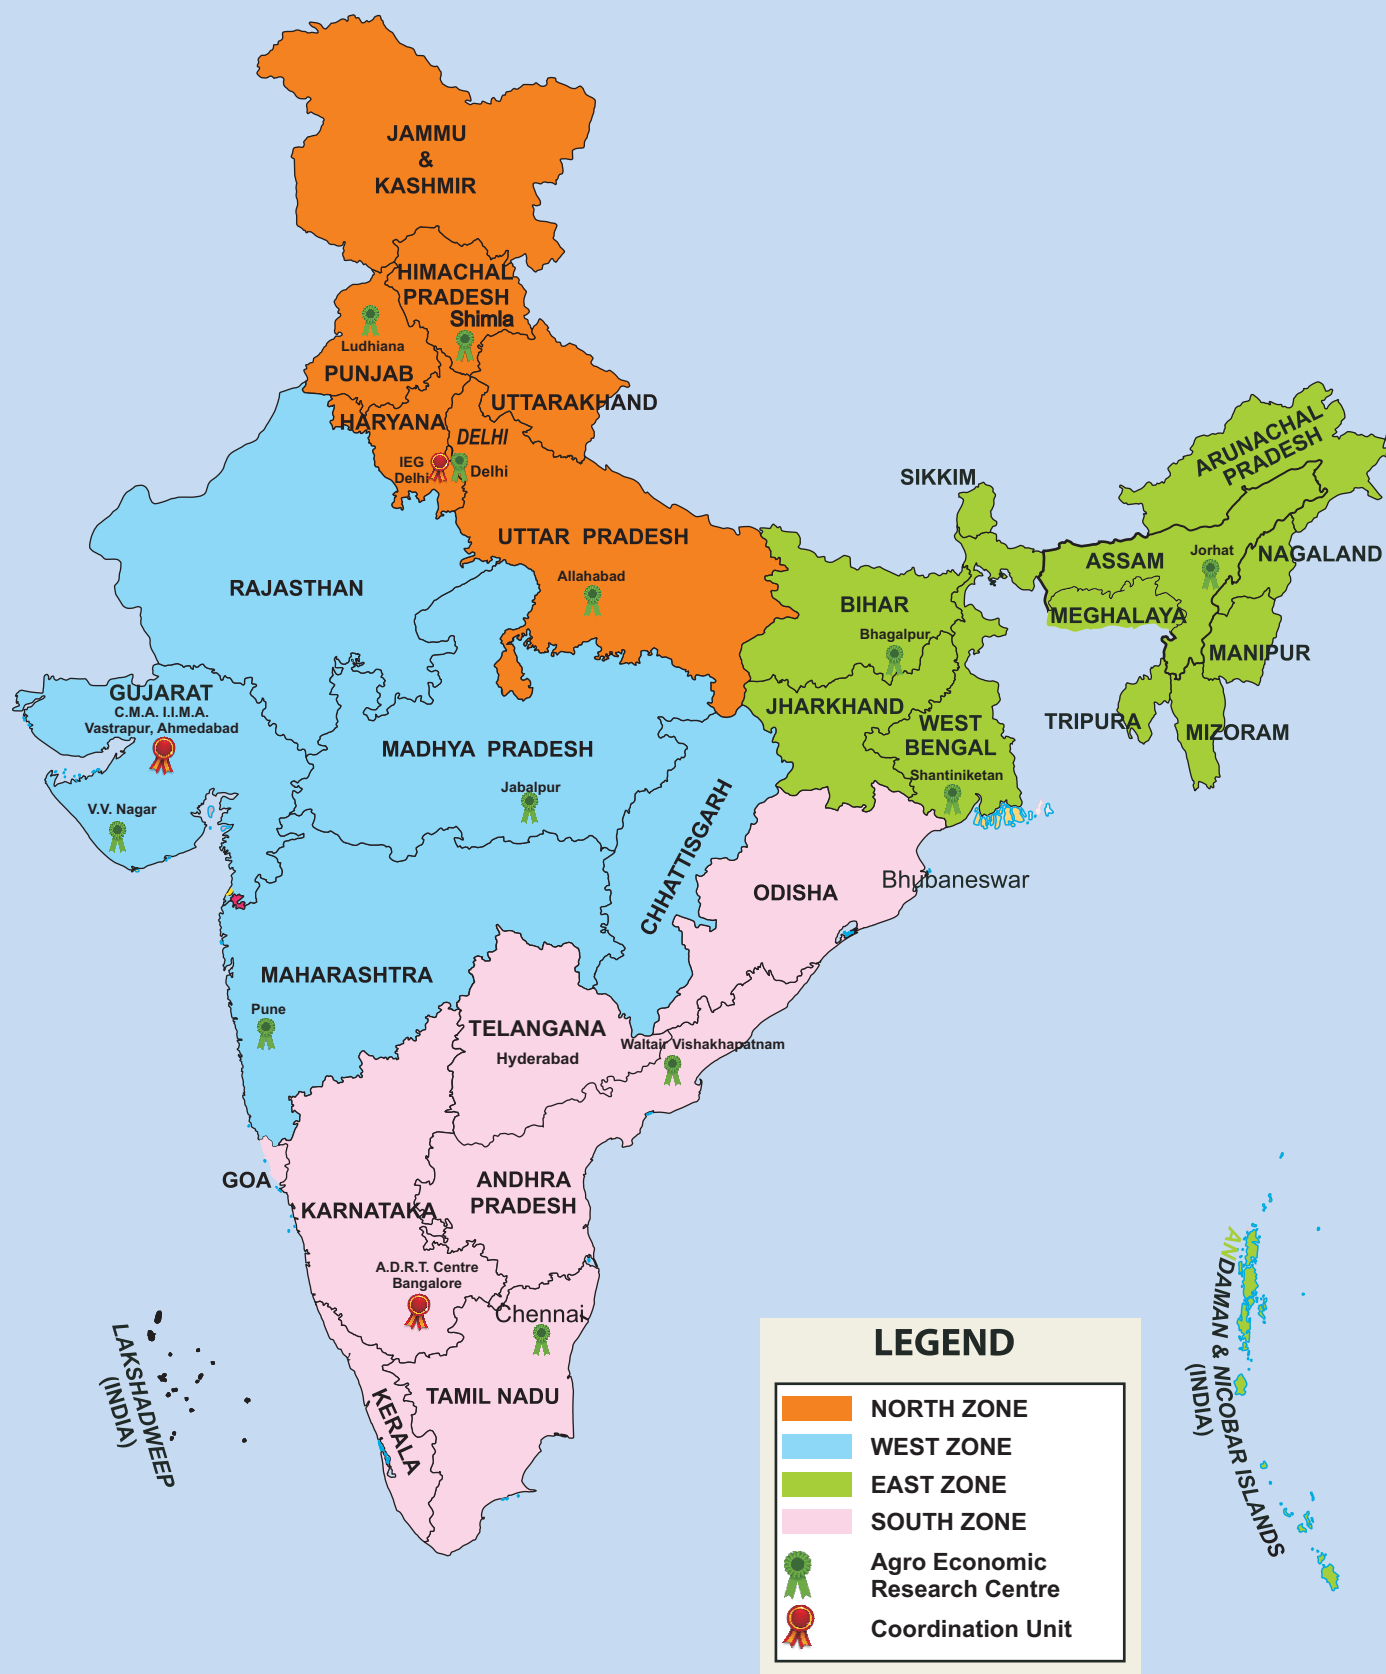 JAMMU
&
KASHMIR
HIMACHAL
PRADESH
Shimla
Ludhiana
PUNJAB
UTTARAKHAND
HARYANA
DELHI
IEG
Delhi
Delhi
UTTAR PRADESH
Allahabad
RAJASTHAN
SIKKIM
ARUNACHAL
PRADESH
ASSAM
Jorhat
NAGALAND
MEGHALAYA
MANIPUR
TRIPURA
MIZORAM
BIHAR
Bhagalpur
JHARKHAND
WEST
BENGAL
Shantiniketan
GUJARAT
C.M.A. I.I.M.A.
Vastrapur, Ahmedabad
V.V. Nagar
MADHYA PRADESH
Jabalpur
CHHATTISGARH
ODISHA
Bhubaneswar
MAHARASHTRA
Pune
TELANGANA
Hyderabad
Waltair Vishakhapatnam
GOA
KARNATAKA
ANDHRA
PRADESH
A.D.R.T. Centre
Bangalore
Chennai
TAMIL NADU
KERALA
LAKSHADWEEP
(INDIA)
ANDAMAN & NICOBAR ISLANDS
(INDIA)
LEGEND
NORTH ZONE
WEST ZONE
EAST ZONE
SOUTH ZONE
Agro Economic
Research Centre
Coordination Unit